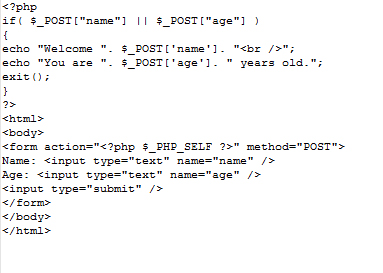 <?php
if( $_POST["name"] || $_POST["age"] )
{
echo "Welcome ". $_POST['name']. "<br />";
echo "You are ". $_POST['age']. " years old.";
exit();
}
?>
<html>
<body>
<form action="<?php $_PHP_SELF ?>" method="POST">
Name: <input type="text" name="name" />
Age: <input type="text" name="age" />
<input type="submit" />
</form>
</body>
</html>